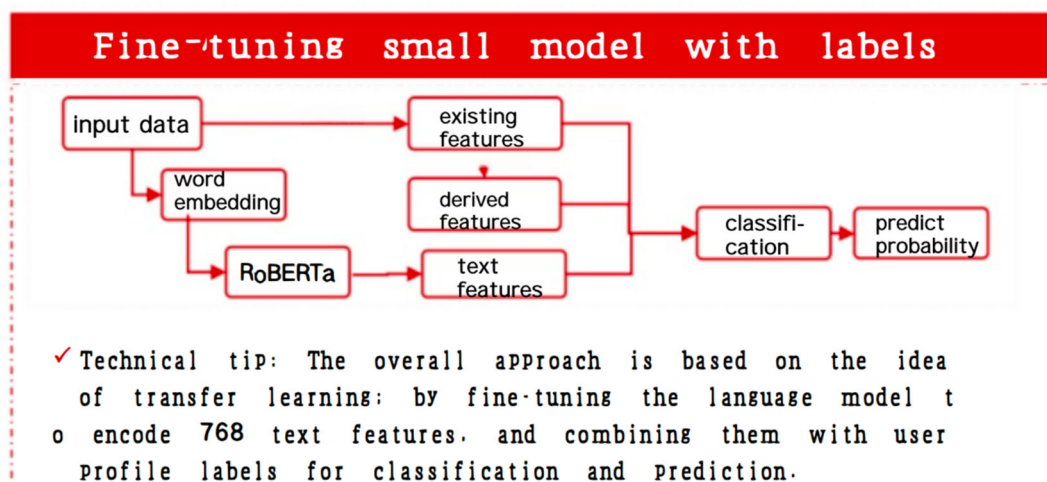 Fine-tuning small model with labels
input data
existing
features
word
embedding
derived
features
classifi-
cation
predict
probability
RoBERTa
text
features
✓ Technical tip: The overall approach is based on the idea
of transfer learning; by fine-tuning the language model t
o encode 768 text features, and combining them with user
profile labels for classification and prediction.